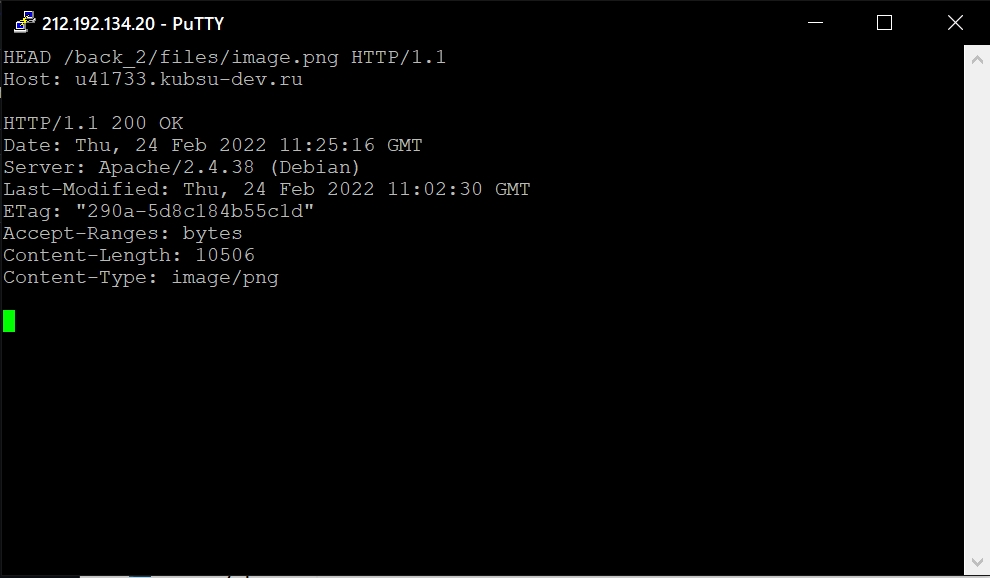 212.192.134.20 - PuTTY
HEAD /back_2/files/image.png HTTP/1.1
Host: u41733.kubsu-dev.ru
HTTP/1.1 200 OK
Date: Thu, 24 Feb 2022 11:25:16 GMT
Server: Apache/2.4.38 (Debian)
Last-Modified: Thu, 24 Feb 2022 11:02:30 GMT
ETag: "290a-5d8c184b55c1d"
Accept-Ranges: bytes
Content-Length: 10506
Content-Type: image/png